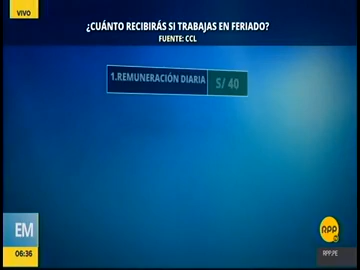 VIVO
¿CUÁNTO RECIBIRÁS SI TRABAJAS EN FERIADO?
FUENTE: CCL
1.REMUNERACIÓN DIARIA S/ 40
EM
06:36
RPP
RPP.PE